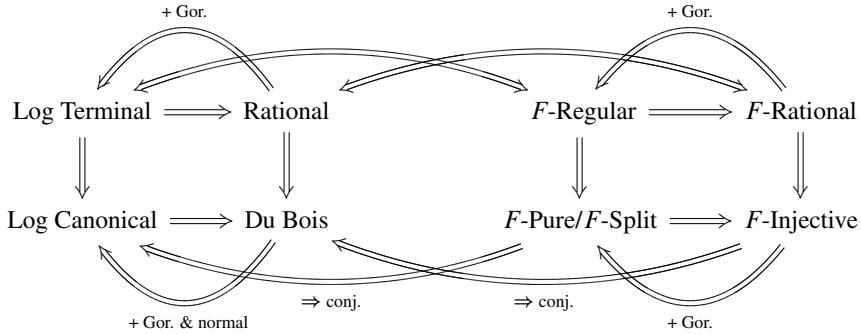 + Gor. + Gor.
Log Terminal Rational F-Regular F-Rational
Log Canonical Du Bois F-Pure/F-Split F-Injective
⇒ conj. ⇒ conj.
+ Gor. & normal + Gor.